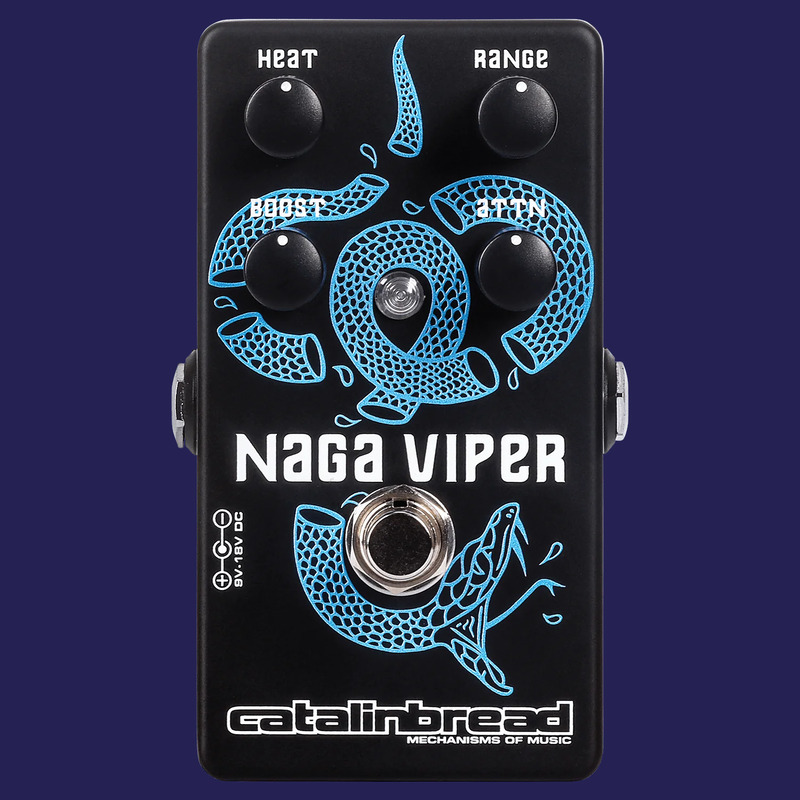 HEAT
RANGE
BOOST
ATTN
NAGA VIPER
9V-18V DC
catalinbread
MECHANISMS OF MUSIC